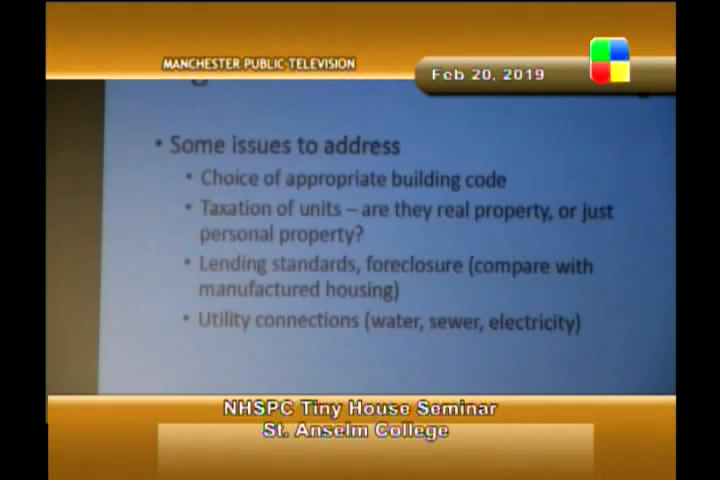 MANCHESTER PUBLIC TELEVISION
Feb 20, 2019
• Some issues to address
• Choice of appropriate building code
• Taxation of units – are they real property, or just
personal property?
• Lending standards, foreclosure (compare with
manufactured housing)
• Utility connections (water, sewer, electricity)
NHSPC Tiny House Seminar
St. Anselm College